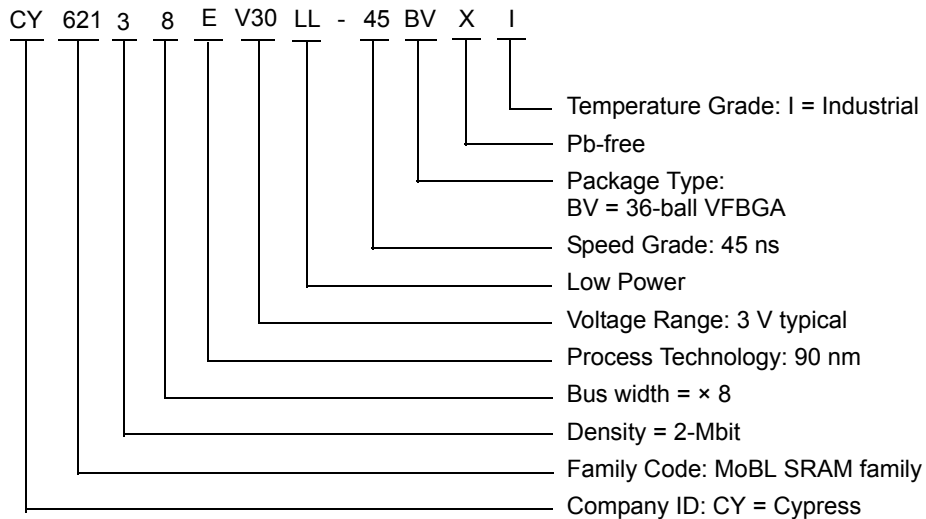 CY 621 3 8 E V30 LL - 45 BV X I
Temperature Grade: I = Industrial
Pb-free
Package Type:
BV = 36-ball VFBGA
Speed Grade: 45 ns
Low Power
Voltage Range: 3 V typical
Process Technology: 90 nm
Bus width = × 8
Density = 2-Mbit
Family Code: MoBL SRAM family
Company ID: CY = Cypress